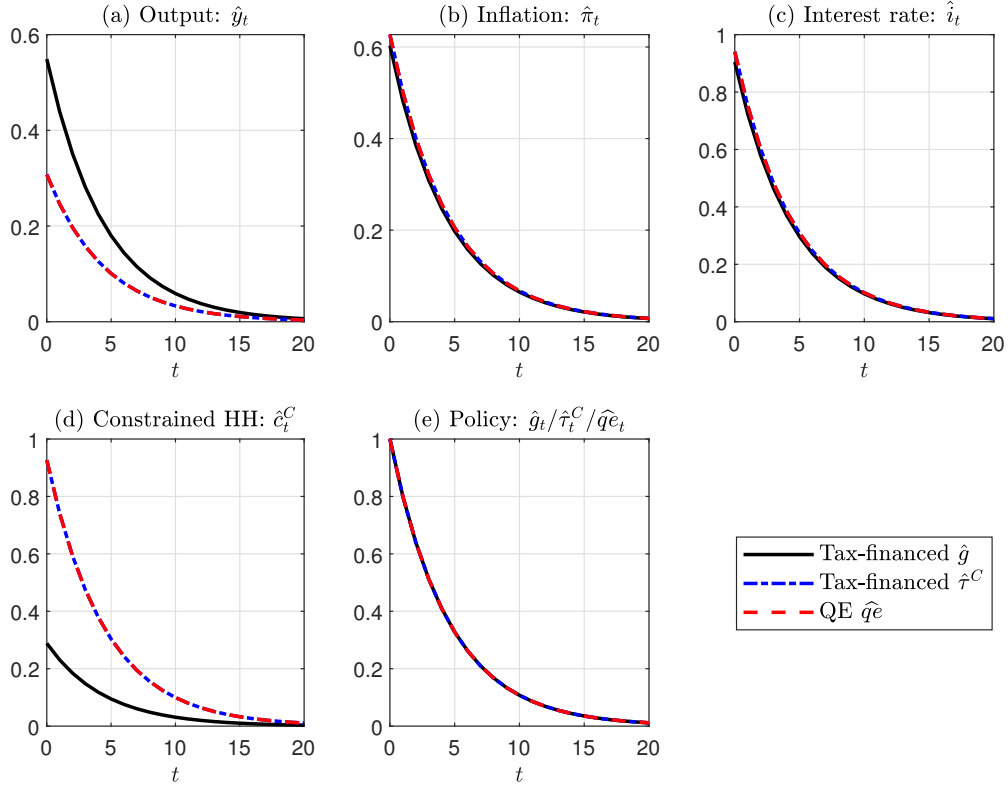 (a) Output: ŷ_t
(b) Inflation: π̂_t
(c) Interest rate: î_t
0.6
0.4
0.2
0
0 5 10 15 20
t
0.6
0.4
0.2
0
0 5 10 15 20
t
1
0.8
0.6
0.4
0.2
0
0 5 10 15 20
t
(d) Constrained HH: ĉ_t^C
(e) Policy: ĝ_t/τ̂_t^C/q̂e_t
1
0.8
0.6
0.4
0.2
0
0 5 10 15 20
t
1
0.8
0.6
0.4
0.2
0
0 5 10 15 20
t
Tax-financed ĝ
Tax-financed τ̂^C
QE q̂e